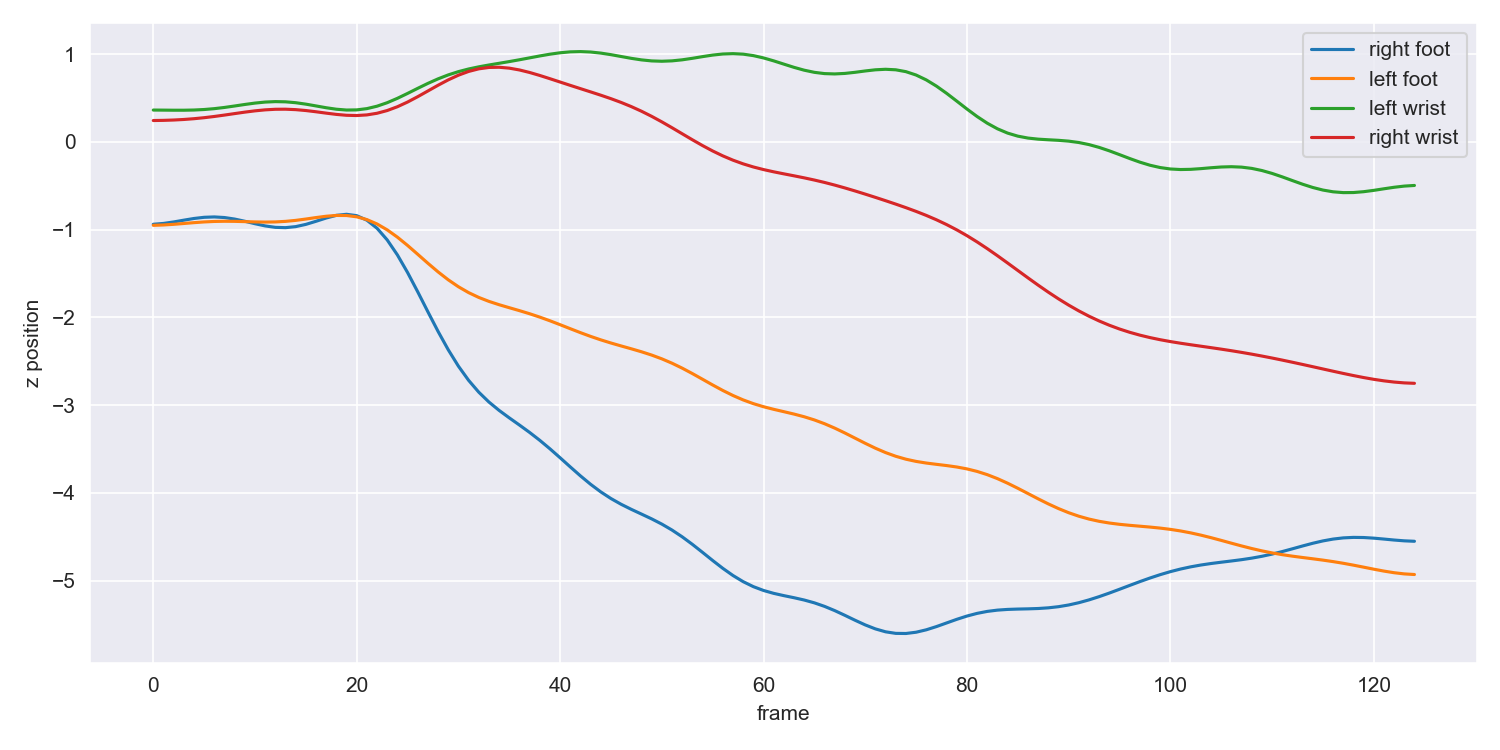 z position
1
0
−1
−2
−3
−4
−5
right foot
left foot
left wrist
right wrist
0 20 40 60 80 100 120
frame